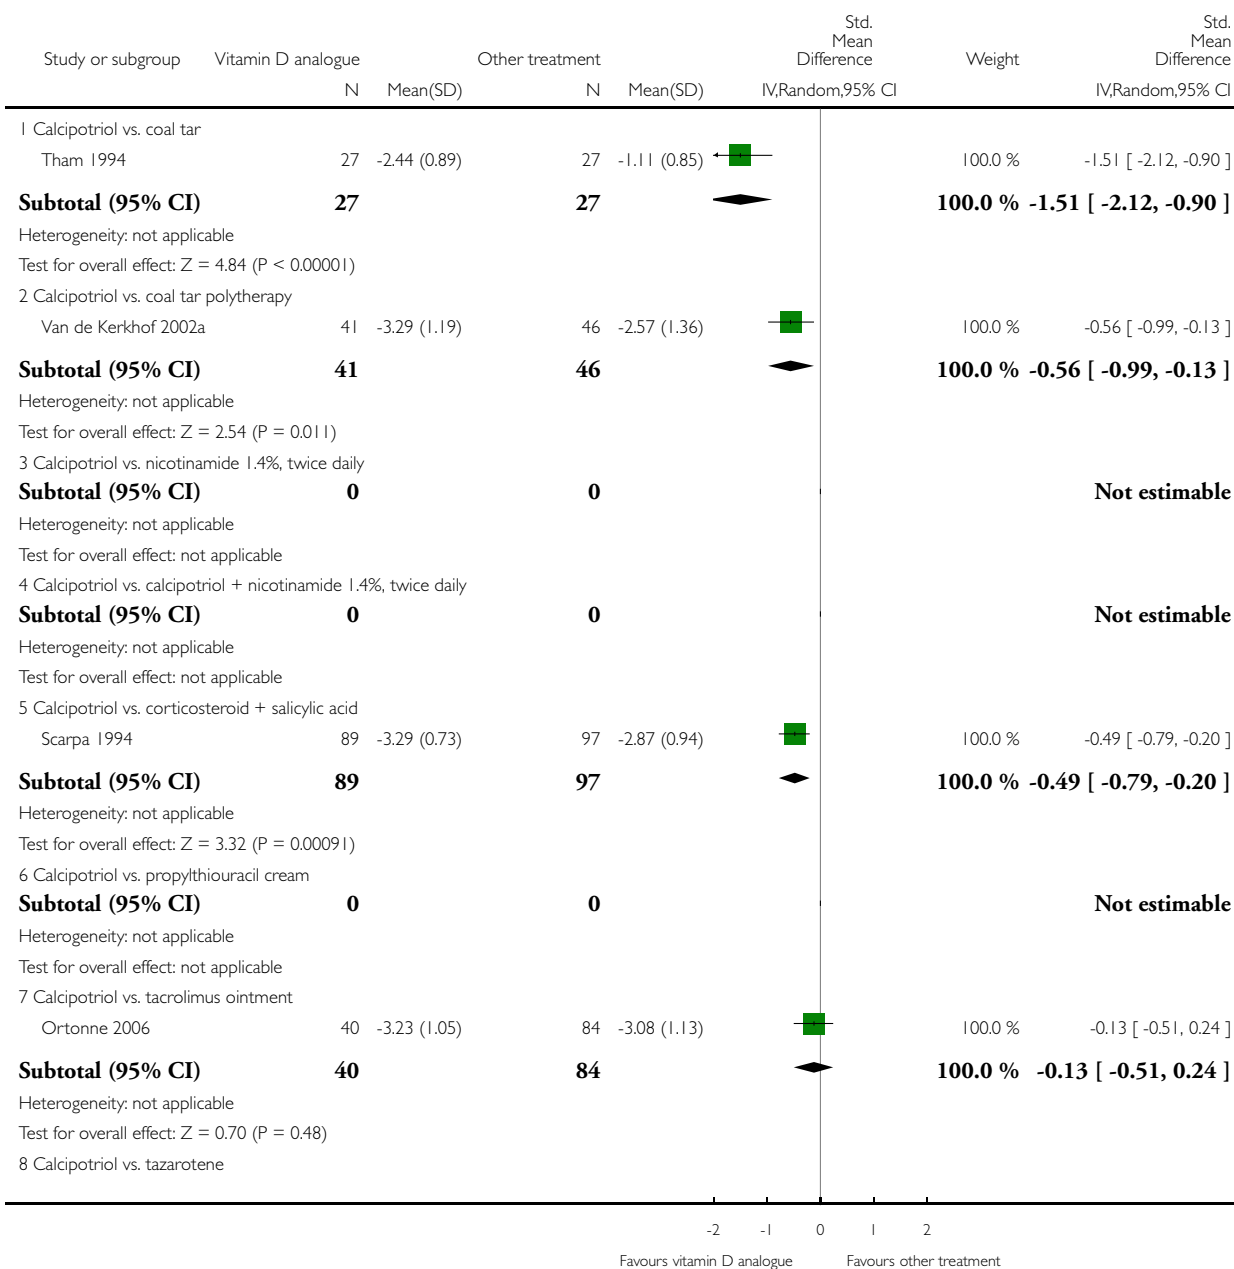 Study or subgroup Vitamin D analogue Other treatment Std. Mean Difference Weight Std. Mean Difference
N Mean(SD) N Mean(SD) IV,Random,95% CI IV,Random,95% CI
1 Calcipotriol vs. coal tar
Tham 1994 27 -2.44 (0.89) 27 -1.11 (0.85) 100.0 % -1.51 [ -2.12, -0.90 ]
Subtotal (95% CI) 27 27 100.0 % -1.51 [ -2.12, -0.90 ]
Heterogeneity: not applicable
Test for overall effect: Z = 4.84 (P < 0.00001)
2 Calcipotriol vs. coal tar polytherapy
Van de Kerkhof 2002a 41 -3.29 (1.19) 46 -2.57 (1.36) 100.0 % -0.56 [ -0.99, -0.13 ]
Subtotal (95% CI) 41 46 100.0 % -0.56 [ -0.99, -0.13 ]
Heterogeneity: not applicable
Test for overall effect: Z = 2.54 (P = 0.011)
3 Calcipotriol vs. nicotinamide 1.4%, twice daily
Subtotal (95% CI) 0 0 Not estimable
Heterogeneity: not applicable
Test for overall effect: not applicable
4 Calcipotriol vs. calcipotriol + nicotinamide 1.4%, twice daily
Subtotal (95% CI) 0 0 Not estimable
Heterogeneity: not applicable
Test for overall effect: not applicable
5 Calcipotriol vs. corticosteroid + salicylic acid
Scarpa 1994 89 -3.29 (0.73) 97 -2.87 (0.94) 100.0 % -0.49 [ -0.79, -0.20 ]
Subtotal (95% CI) 89 97 100.0 % -0.49 [ -0.79, -0.20 ]
Heterogeneity: not applicable
Test for overall effect: Z = 3.32 (P = 0.00091)
6 Calcipotriol vs. propylthiouracil cream
Subtotal (95% CI) 0 0 Not estimable
Heterogeneity: not applicable
Test for overall effect: not applicable
7 Calcipotriol vs. tacrolimus ointment
Ortonne 2006 40 -3.23 (1.05) 84 -3.08 (1.13) 100.0 % -0.13 [ -0.51, 0.24 ]
Subtotal (95% CI) 40 84 100.0 % -0.13 [ -0.51, 0.24 ]
Heterogeneity: not applicable
Test for overall effect: Z = 0.70 (P = 0.48)
8 Calcipotriol vs. tazarotene
-2 -1 0 1 2
Favours vitamin D analogue Favours other treatment